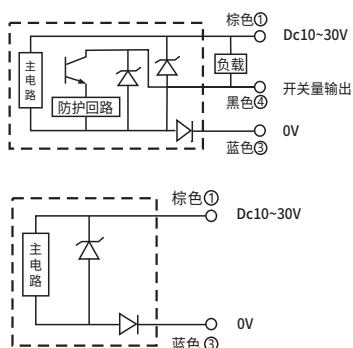 棕色①
Dc10~30V
主电路
负载
开关量输出
防护回路
黑色④
0V
蓝色③
棕色①
Dc10~30V
主电路
0V
蓝色③